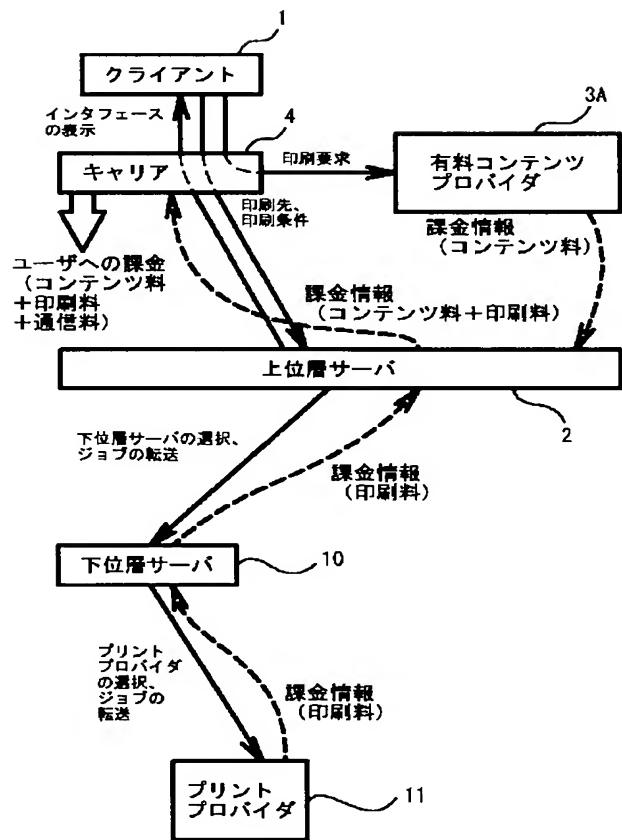 1
クライアント
インタフェース
の表示
4
キャリア
印刷要求
3A
有料コンテンツ
プロバイダ
印刷先、
印刷条件
課金情報
（コンテンツ料）
ユーザへの課金
（コンテンツ料
＋印刷料
＋通信料）
課金情報
（コンテンツ料＋印刷料）
上位層サーバ
2
下位層サーバの選択、
ジョブの転送
課金情報
（印刷料）
下位層サーバ
10
プリント
プロバイダ
の選択、
ジョブの
転送
課金情報
（印刷料）
プリント
プロバイダ
11